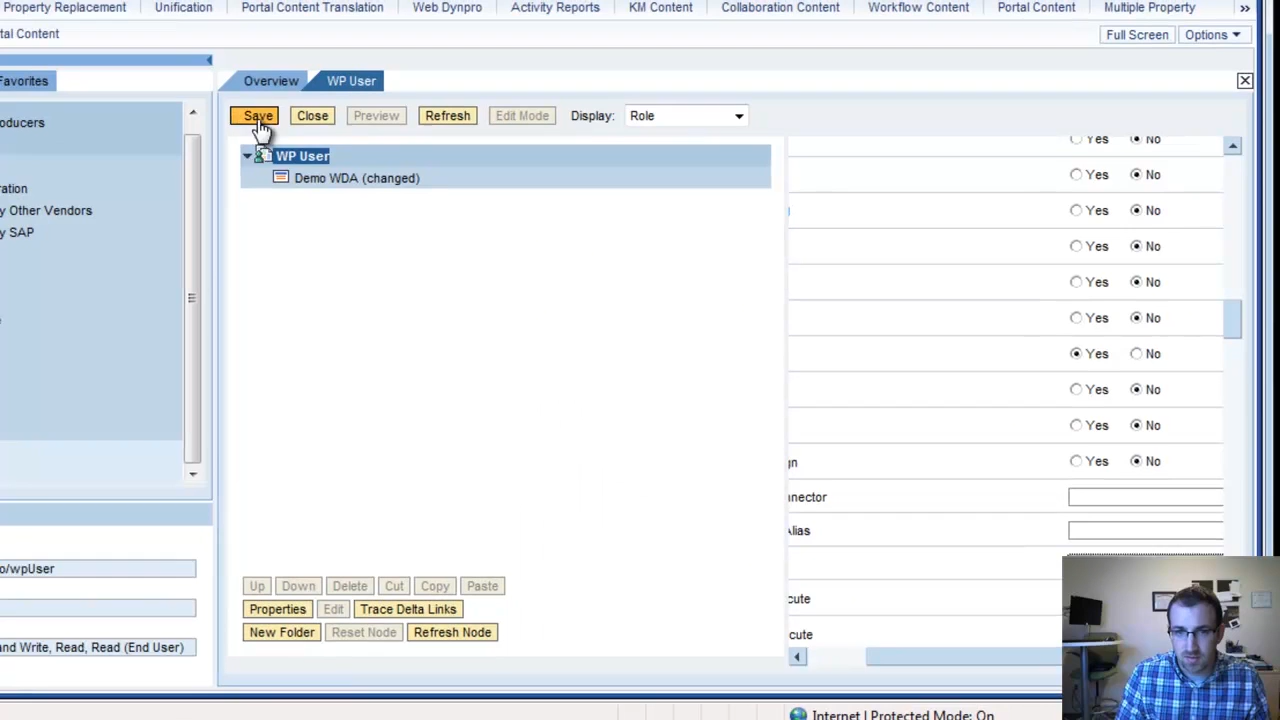 Property Replacement Unification Portal Content Translation Web Dynpro Activity Reports KM Content Collaboration Content Workflow Content Portal Content Multiple Property »
tal Content Full Screen Options
Favorites Overview WP User
Save Close Preview Refresh Edit Mode Display: Role
oducers
ration
y Other Vendors
y SAP
WP User
Demo WDA (changed)
Yes No
Yes No
Yes No
Yes No
Yes No
Yes No
Yes No
Yes No
Yes No
gn Yes No
nnector
Alias
cute
cute
Up Down Delete Cut Copy Paste
Properties Edit Trace Delta Links
New Folder Reset Node Refresh Node
o/wpUser
and Write, Read, Read (End User)
Internet | Protected Mode: On